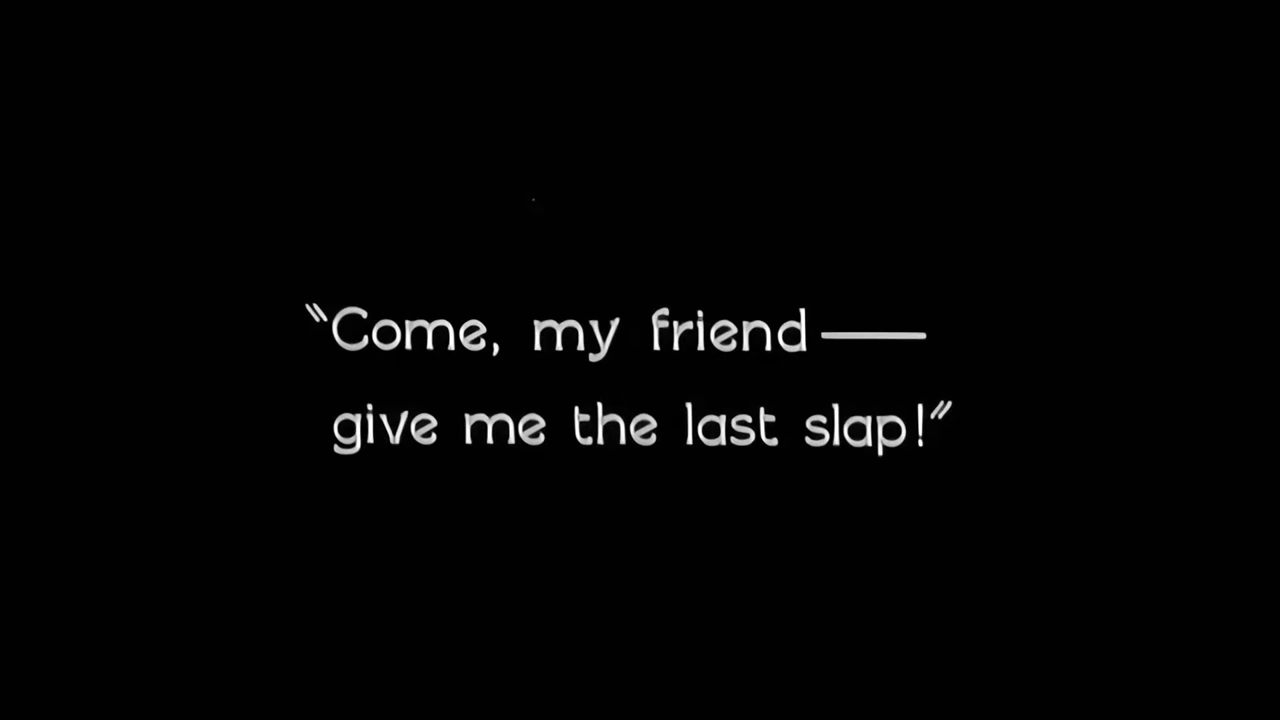 “Come, my friend——
give me the last slap!”